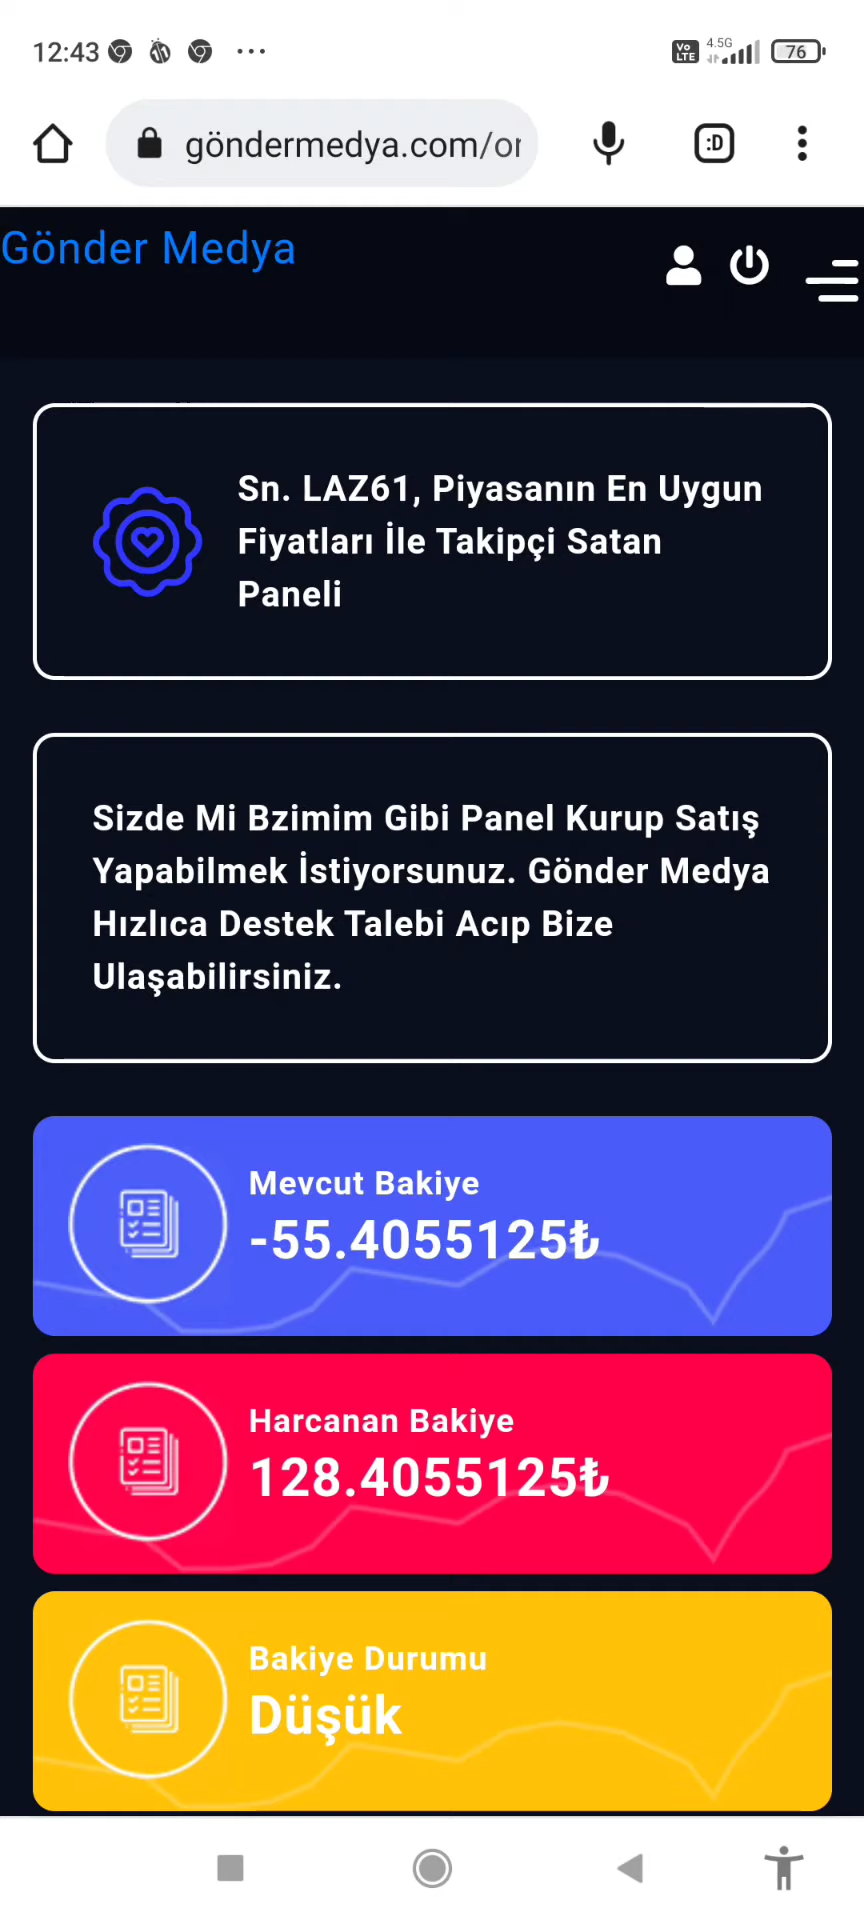 12:43
Vo LTE 4.5G 76
göndermedya.com/or
:D
Gönder Medya
Sn. LAZ61, Piyasanın En Uygun
Fiyatları İle Takipçi Satan
Paneli
Sizde Mi Bzimim Gibi Panel Kurup Satış
Yapabilmek İstiyorsunuz. Gönder Medya
Hızlıca Destek Talebi Acıp Bize
Ulaşabilirsiniz.
Mevcut Bakiye
-55.4055125₺
Harcanan Bakiye
128.4055125₺
Bakiye Durumu
Düşük